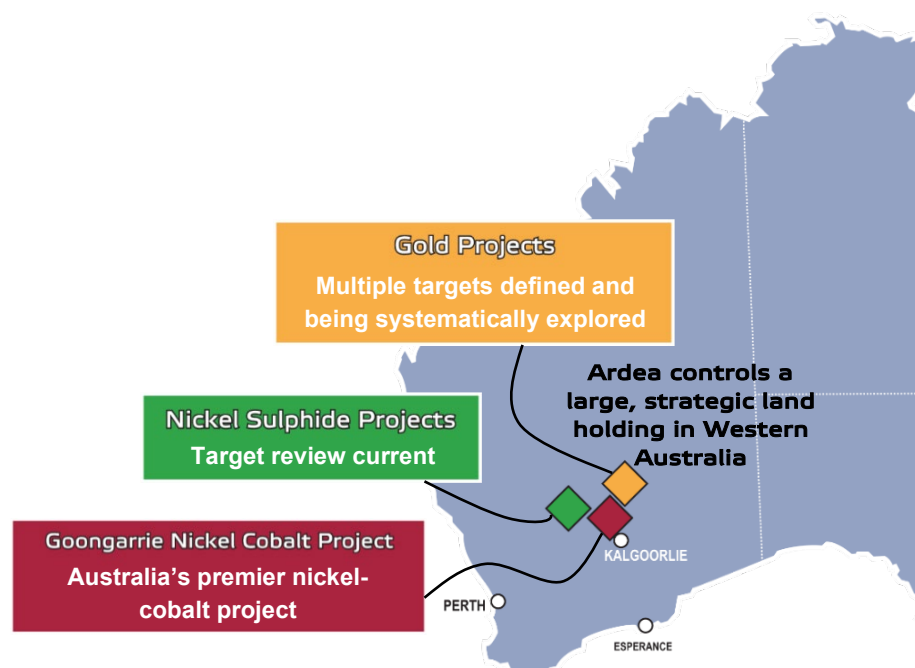 Gold Projects
Multiple targets defined and
being systematically explored
Ardea controls a
large, strategic land
holding in Western
Australia
Nickel Sulphide Projects
Target review current
Goongarrie Nickel Cobalt Project
Australia’s premier nickel-
cobalt project
KALGOORLIE
PERTH
ESPERANCE